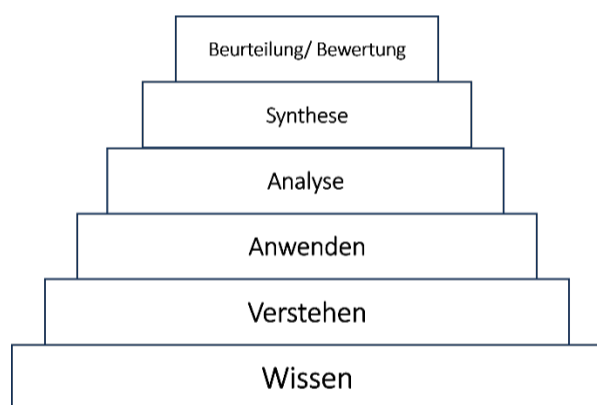 Beurteilung/ Bewertung
Synthese
Analyse
Anwenden
Verstehen
Wissen